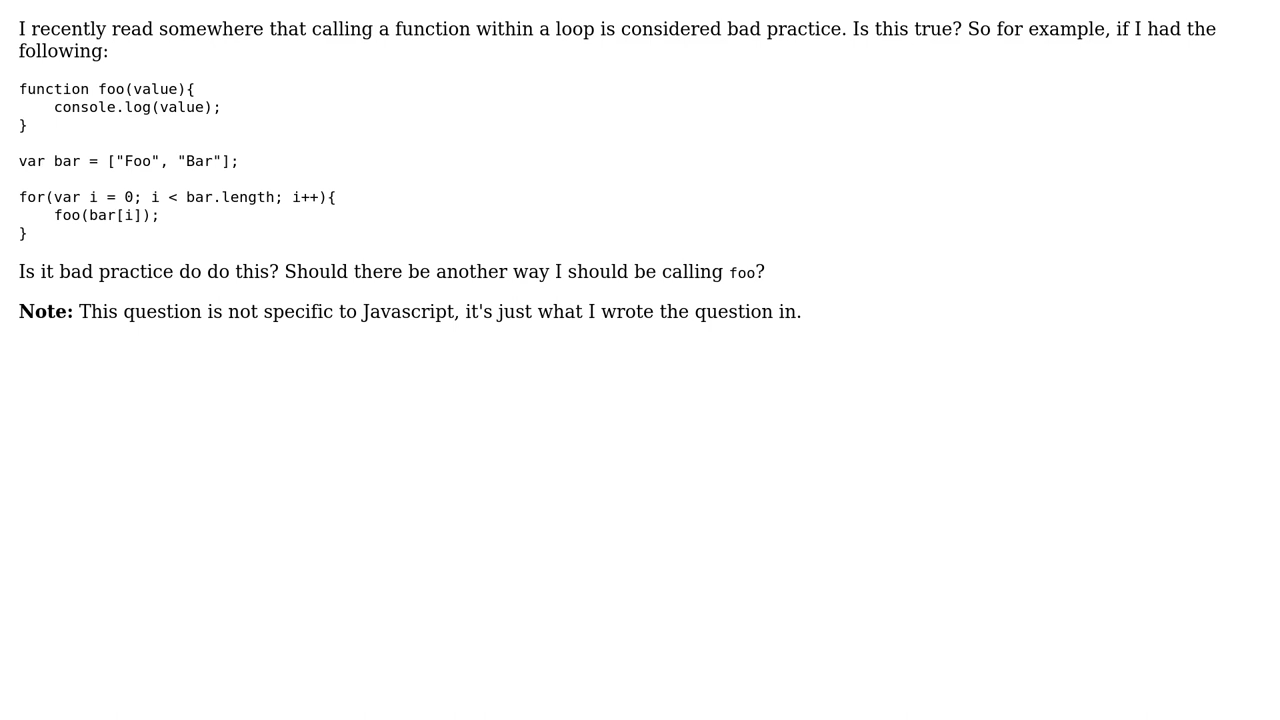 I recently read somewhere that calling a function within a loop is considered bad practice. Is this true? So for example, if I had the
following:
function foo(value){
    console.log(value);
}
var bar = ["Foo", "Bar"];
for(var i = 0; i < bar.length; i++){
    foo(bar[i]);
}
Is it bad practice do do this? Should there be another way I should be calling foo?
Note: This question is not specific to Javascript, it's just what I wrote the question in.